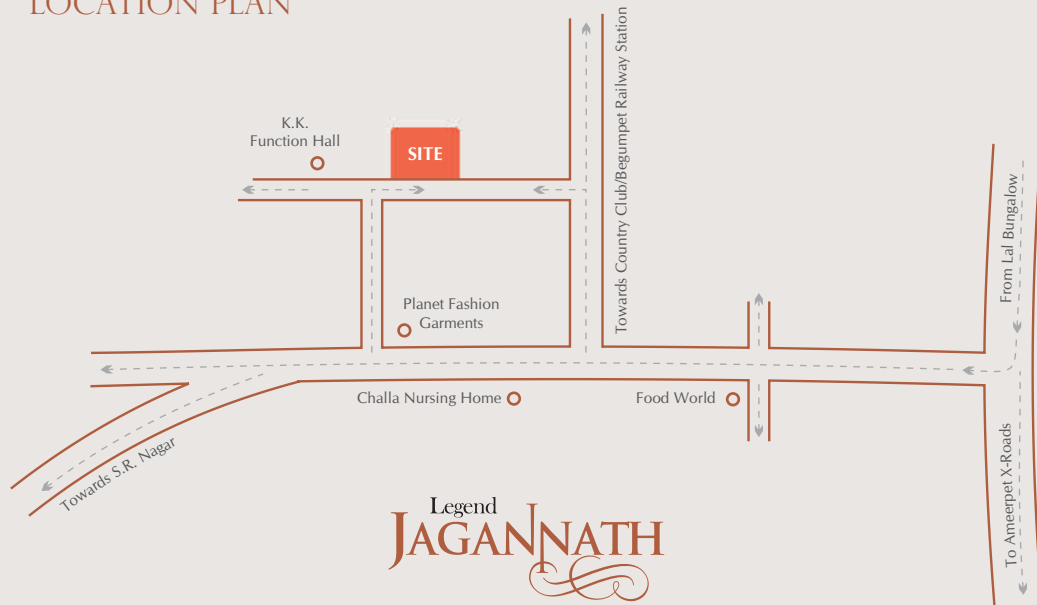 LOCATION PLAN
K.K.
Function Hall
SITE
Towards Country Club/Begumpet Railway Station
From Lal Bungalow
Planet Fashion
Garments
Challa Nursing Home
Food World
Towards S.R. Nagar
To Ameerpet X-Roads
Legend
JAGANNATH